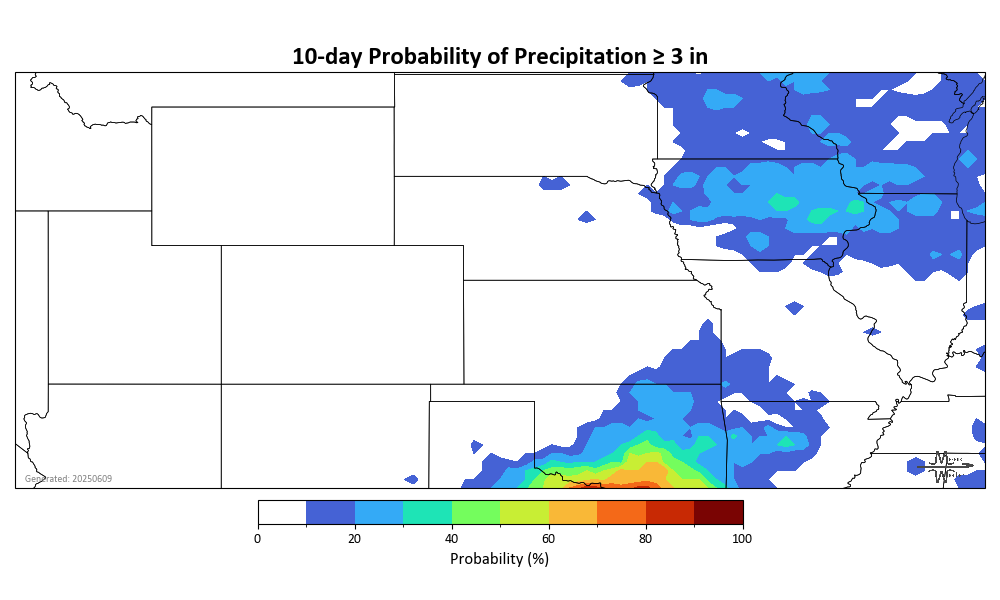 10-day Probability of Precipitation ≥ 3 in
Generated: 20250609
0 20 40 60 80 100
Probability (%)